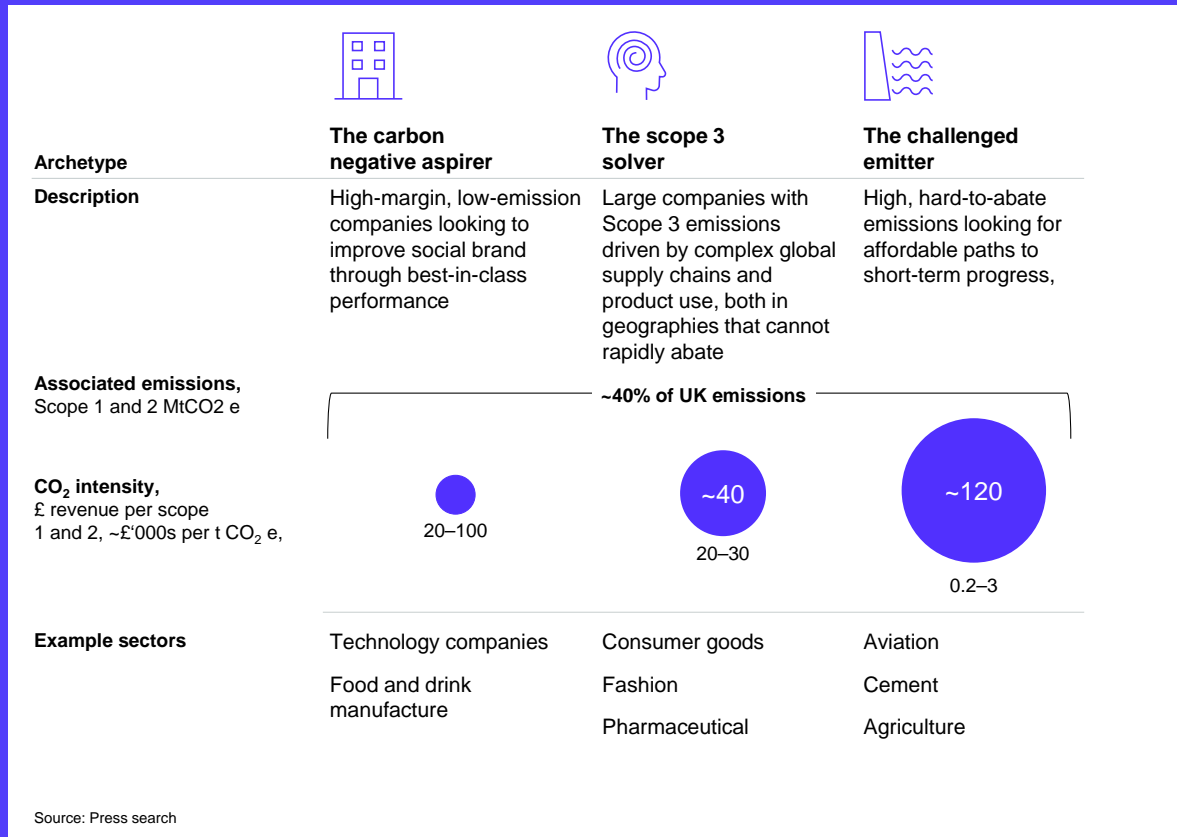 Archetype
The carbon
negative aspirer
The scope 3
solver
The challenged
emitter
Description
High-margin, low-emission
companies looking to
improve social brand
through best-in-class
performance
Large companies with
Scope 3 emissions
driven by complex global
supply chains and
product use, both in
geographies that cannot
rapidly abate
High, hard-to-abate
emissions looking for
affordable paths to
short-term progress,
Associated emissions,
Scope 1 and 2 MtCO2 e
~40% of UK emissions
~40
~120
CO₂ intensity,
£ revenue per scope
1 and 2, ~£‘000s per t CO₂ e,
20–100
20–30
0.2–3
Example sectors
Technology companies
Food and drink
manufacture
Consumer goods
Fashion
Pharmaceutical
Aviation
Cement
Agriculture
Source: Press search